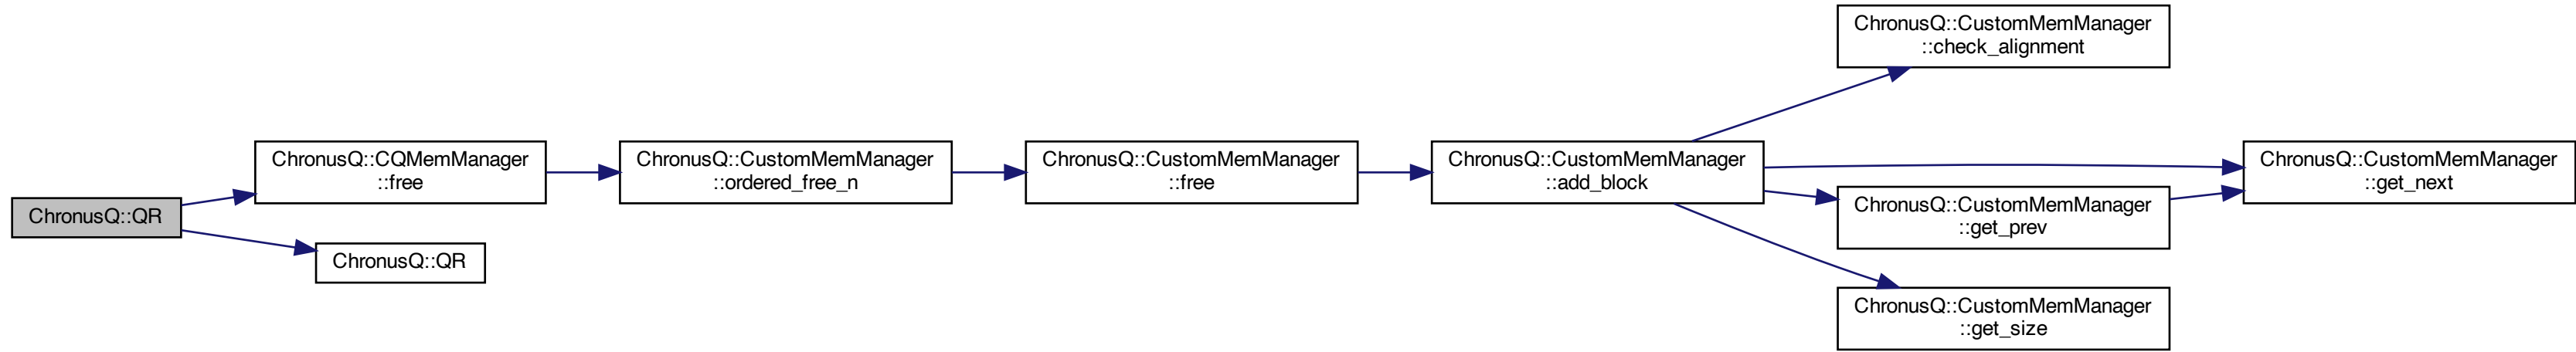 ChronusQ::QR
ChronusQ::CQMemManager
::free
ChronusQ::QR
ChronusQ::CustomMemManager
::ordered_free_n
ChronusQ::CustomMemManager
::free
ChronusQ::CustomMemManager
::add_block
ChronusQ::CustomMemManager
::check_alignment
ChronusQ::CustomMemManager
::get_prev
ChronusQ::CustomMemManager
::get_size
ChronusQ::CustomMemManager
::get_next